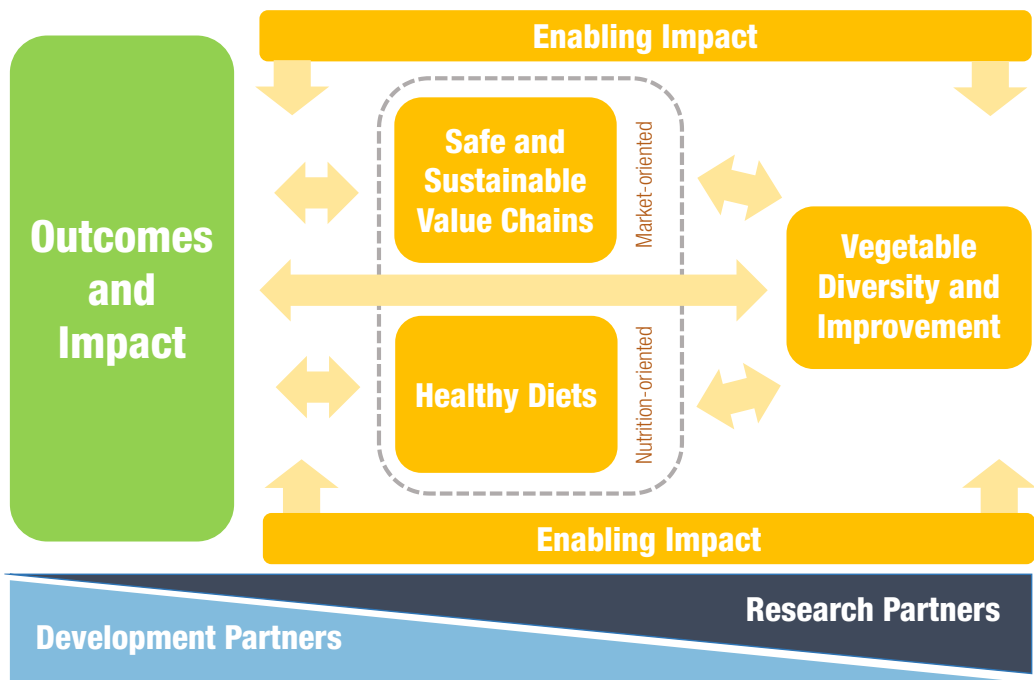 Enabling Impact
Safe and
Sustainable
Value Chains
Market-oriented
Outcomes
and
Impact
Vegetable
Diversity and
Improvement
Healthy Diets
Nutrition-oriented
Enabling Impact
Research Partners
Development Partners